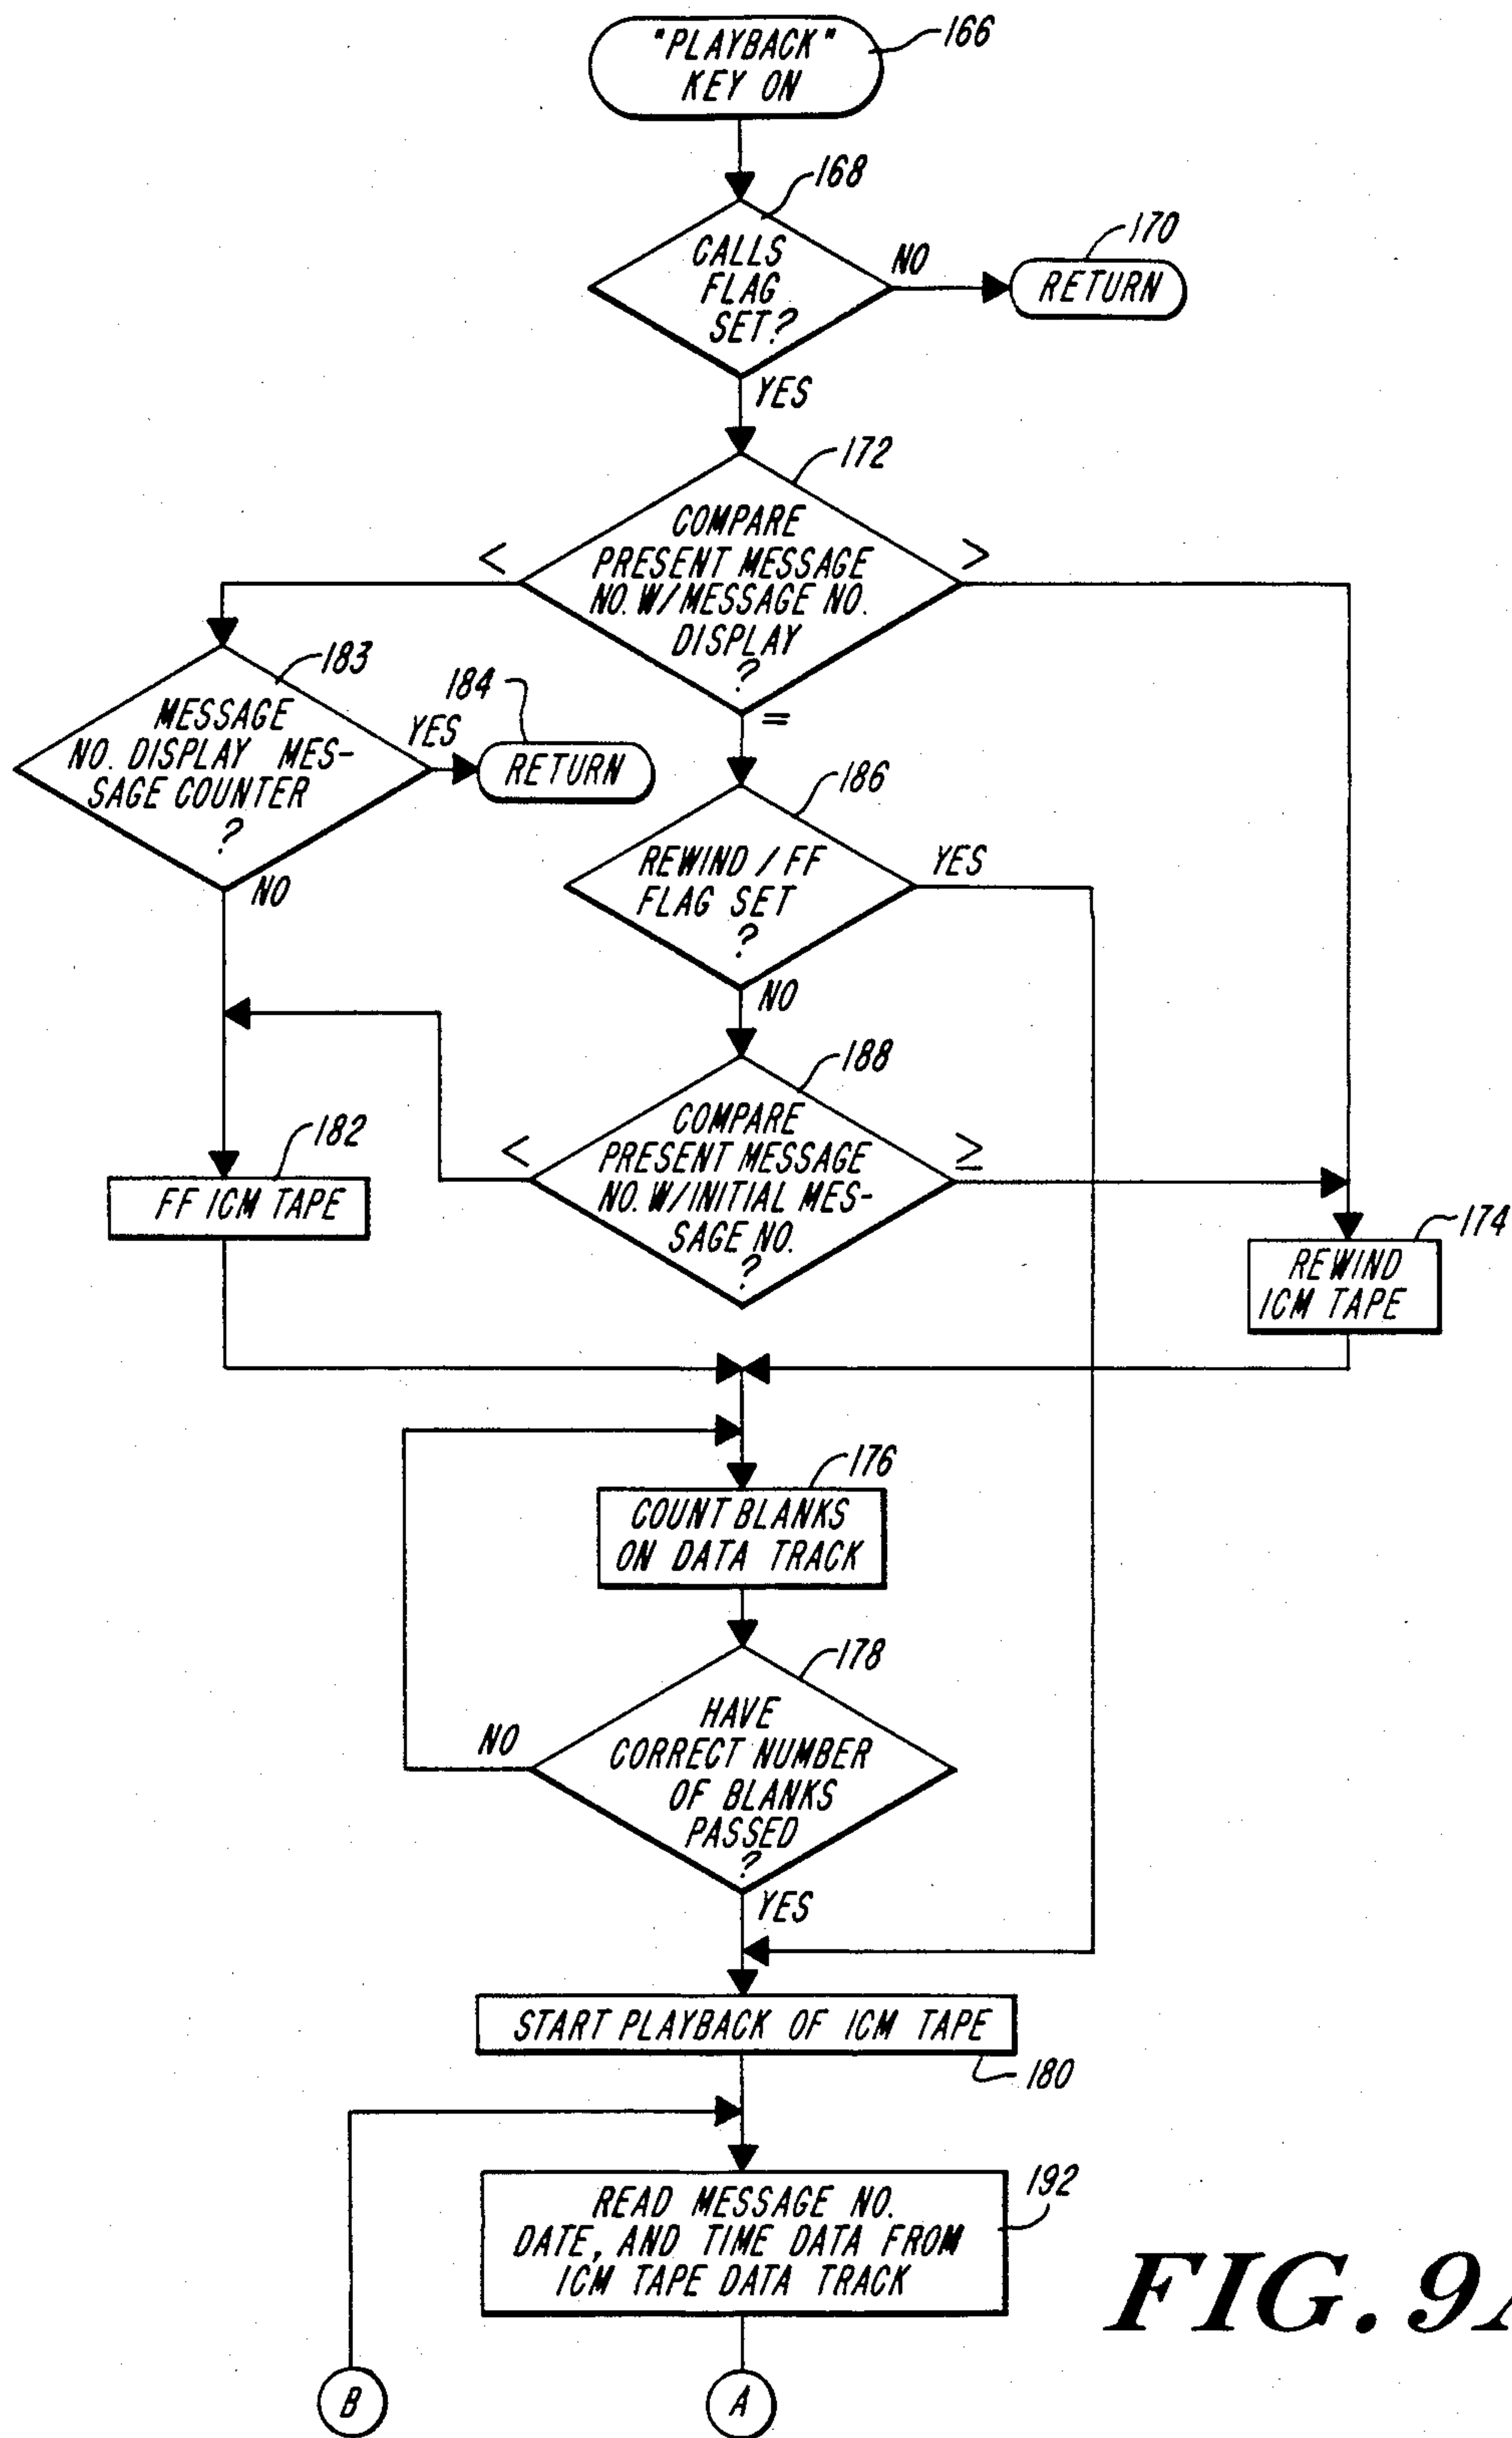 "PLAYBACK"
KEY ON
166
168
CALLS
FLAG
SET?
NO
170
RETURN
YES
172
COMPARE
PRESENT MESSAGE
NO. W/MESSAGE NO.
DISPLAY
?
<
>
=
183
MESSAGE
NO. DISPLAY MES-
SAGE COUNTER
?
YES
184
RETURN
NO
186
REWIND / FF
FLAG SET
?
YES
NO
188
COMPARE
PRESENT MESSAGE
NO. W/INITIAL MES-
SAGE NO.
?
<
≥
182
FF ICM TAPE
174
REWIND
ICM TAPE
176
COUNT BLANKS
ON DATA TRACK
178
HAVE
CORRECT NUMBER
OF BLANKS
PASSED
?
NO
YES
START PLAYBACK OF ICM TAPE
180
192
READ MESSAGE NO.
DATE, AND TIME DATA FROM
ICM TAPE DATA TRACK
B
A
FIG. 9A